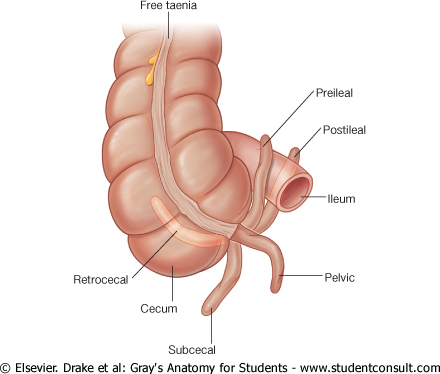 Free taenia
Preileal
Postileal
Ileum
Retrocecal
Pelvic
Cecum
Subcecal
© Elsevier. Drake et al: Gray's Anatomy for Students - www.studentconsult.com